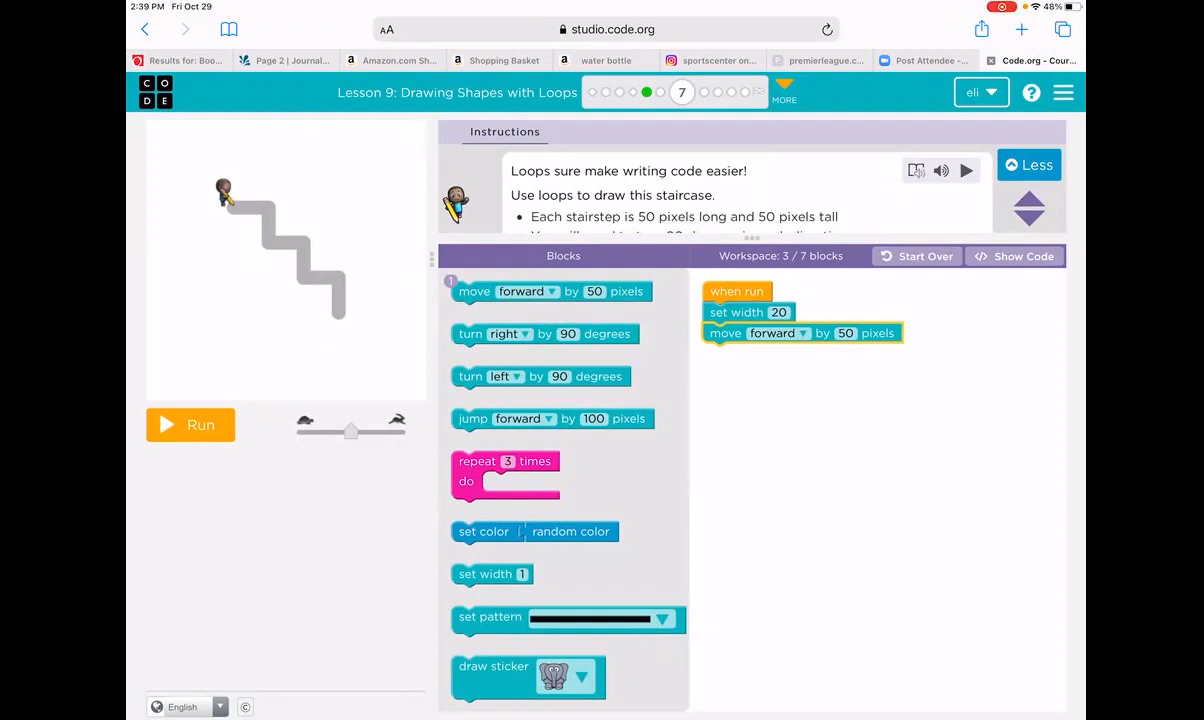 2:39 PM Fri Oct 29
48%
AA
studio.code.org
Results for: Boo...
Page 2 | Journal...
Amazon.com Sh...
Shopping Basket
water bottle
sportscenter on...
premierleague.c...
Post Attendee -...
Code.org - Cour...
C O
D E
Lesson 9: Drawing Shapes with Loops
7
MORE
eli
?
Instructions
Loops sure make writing code easier!
Use loops to draw this staircase.
• Each stairstep is 50 pixels long and 50 pixels tall
Less
Blocks
Workspace: 3 / 7 blocks
Start Over
</> Show Code
1
move forward by 50 pixels
turn right by 90 degrees
turn left by 90 degrees
jump forward by 100 pixels
repeat 3 times
do
set color random color
set width 1
set pattern
draw sticker
when run
set width 20
move forward by 50 pixels
Run
English
©